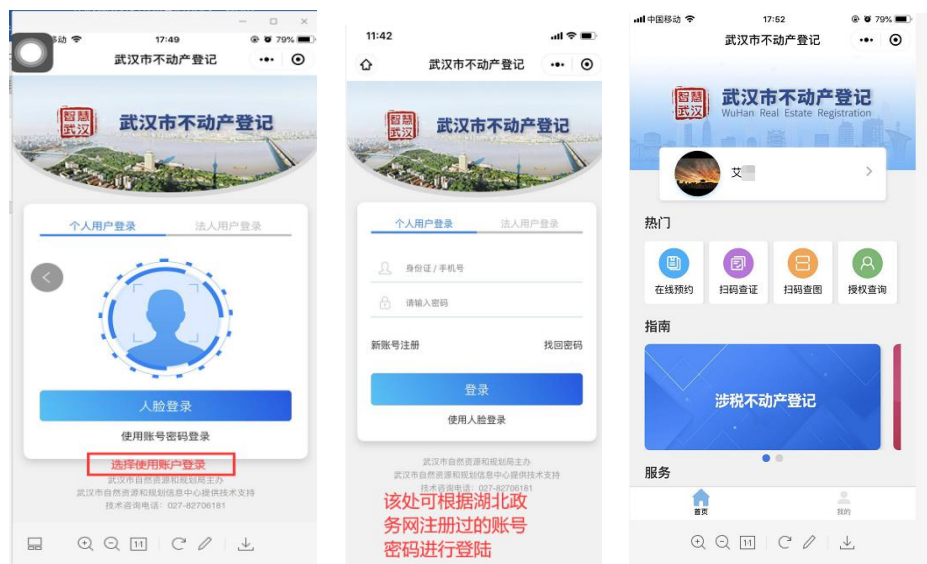 移动
17:49
79%
武汉市不动产登记
智慧
武汉
武汉市不动产登记
个人用户登录
法人用户登录
人脸登录
使用账号密码登录
选择使用账户登录
武汉市自然资源和规划局主办
武汉市自然资源和规划信息中心提供技术支持
技术咨询电话：027-82706181
1:1
11:42
武汉市不动产登记
智慧
武汉
武汉市不动产登记
个人用户登录
法人用户登录
身份证 / 手机号
请输入密码
新账号注册
找回密码
登录
使用人脸登录
武汉市自然资源和规划局主办
武汉市自然资源和规划信息中心提供技术支持
技术咨询电话：027-82706181
该处可根据湖北政
务网注册过的账号
密码进行登陆
中国移动
17:52
79%
武汉市不动产登记
智慧
武汉
武汉市不动产登记
WuHan Real Estate Registration
艾
热门
在线预约
扫码查证
扫码查图
授权查询
指南
涉税不动产登记
服务
首页
我的
1:1